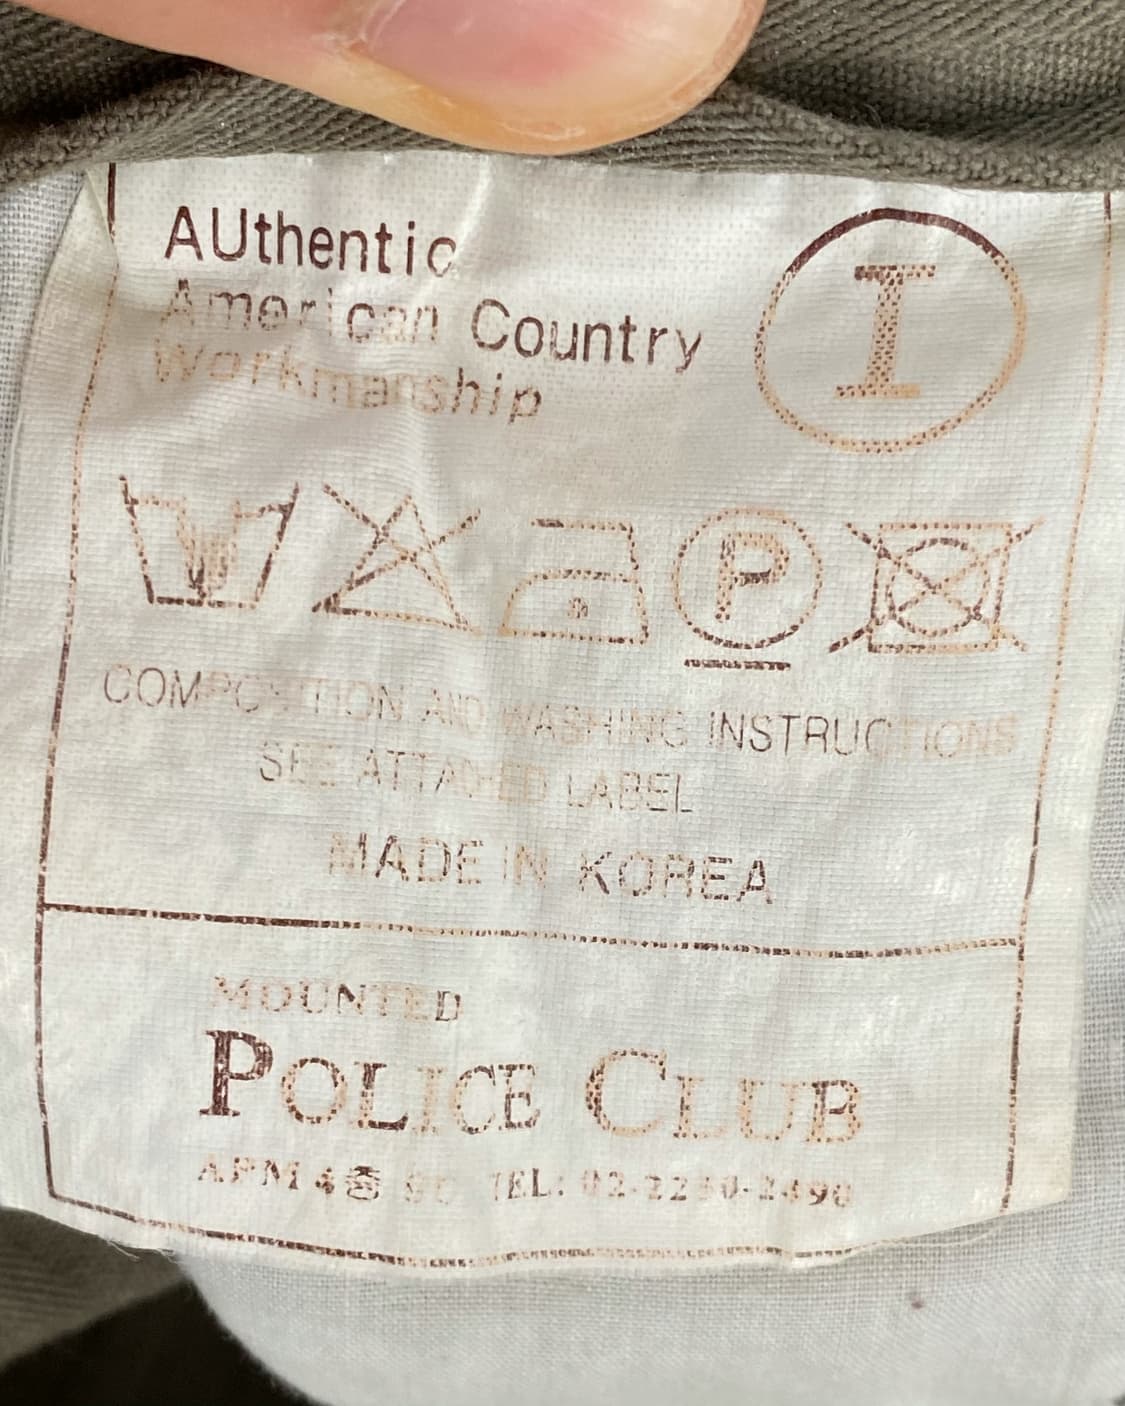 AUthentic
American Country
Workmanship
I
P
COMPOSITION AND WASHING INSTRUCTIONS
SEE ATTACHED LABEL
MADE IN KOREA
MOUNTED
POLICE CLUB
APM 4층 TEL: 02-2250-2490